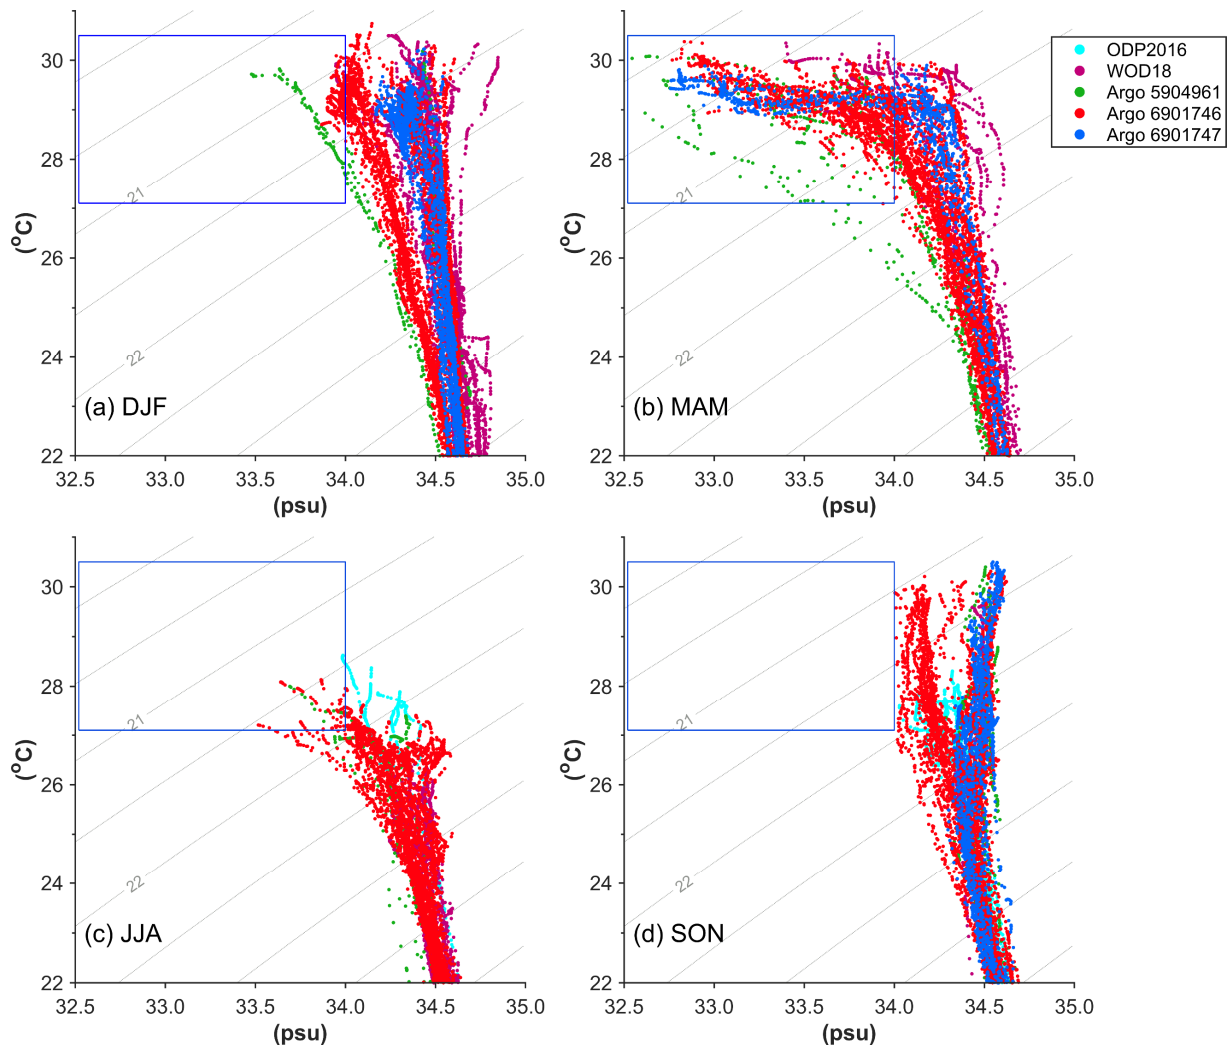 30
28
26
24
22
(°C)
21
22
(a) DJF
32.5 33.0 33.5 34.0 34.5 35.0
(psu)
30
28
26
24
22
(°C)
21
22
(b) MAM
32.5 33.0 33.5 34.0 34.5 35.0
(psu)
ODP2016
WOD18
Argo 5904961
Argo 6901746
Argo 6901747
30
28
26
24
22
(°C)
21
22
(c) JJA
32.5 33.0 33.5 34.0 34.5 35.0
(psu)
30
28
26
24
22
(°C)
21
22
(d) SON
32.5 33.0 33.5 34.0 34.5 35.0
(psu)